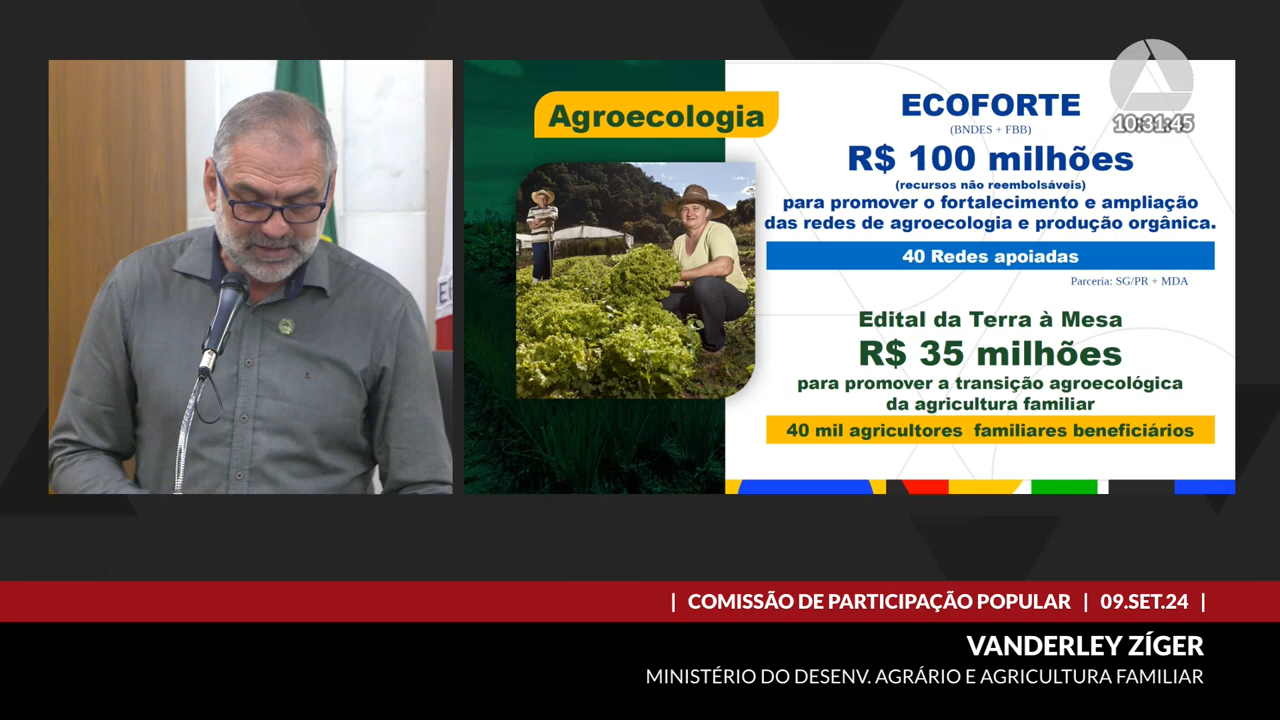 Agroecologia
ECOFORTE
(BNDES + FBB)
R$ 100 milhões
(recursos não reembolsáveis)
para promover o fortalecimento e ampliação
das redes de agroecologia e produção orgânica.
40 Redes apoiadas
Parceria: SG/PR + MDA
Edital da Terra à Mesa
R$ 35 milhões
para promover a transição agroecológica
da agricultura familiar
40 mil agricultores familiares beneficiários
10:31:45
| COMISSÃO DE PARTICIPAÇÃO POPULAR | 09.SET.24 |
VANDERLEY ZÍGER
MINISTÉRIO DO DESENV. AGRÁRIO E AGRICULTURA FAMILIAR